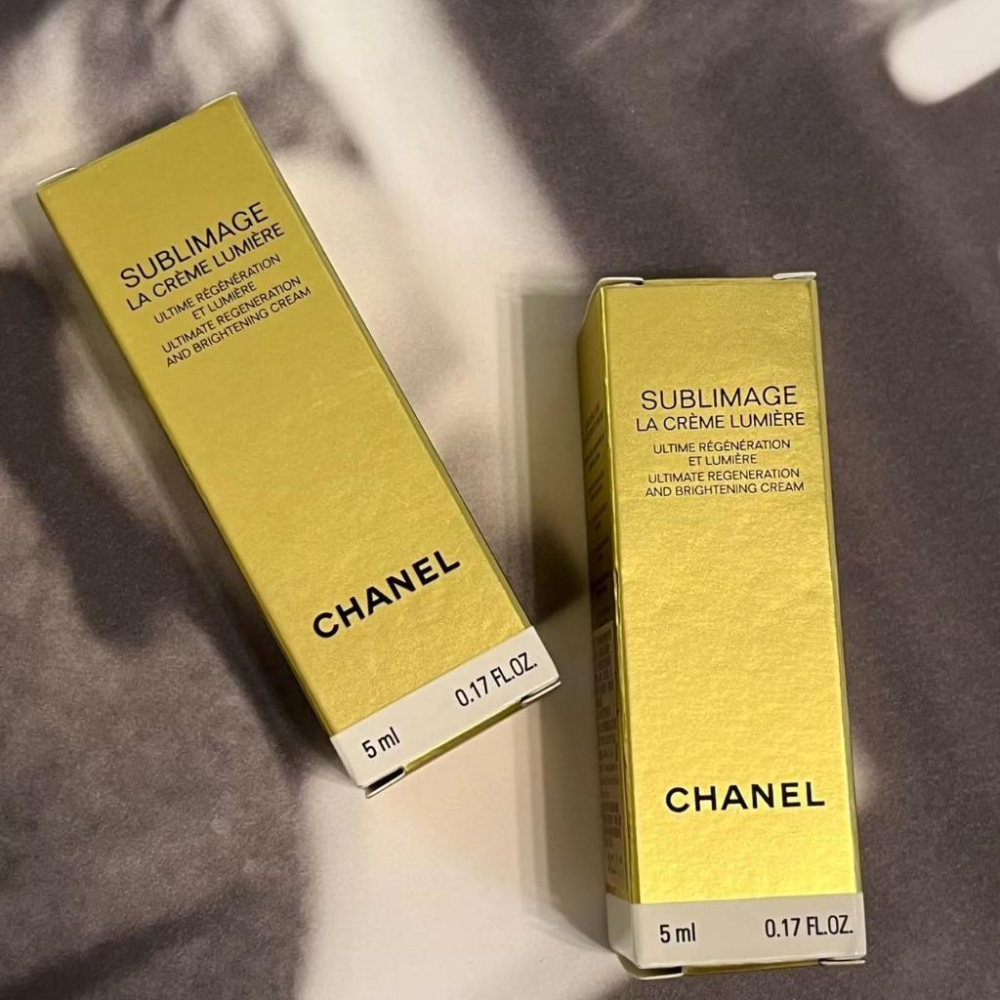 SUBLIMAGE
LA CRÈME LUMIÈRE
ULTIME RÉGÉNÉRATION
ET LUMIÈRE
ULTIMATE REGENERATION
AND BRIGHTENING CREAM
CHANEL
5 ml 0.17 FL.OZ.
SUBLIMAGE
LA CRÈME LUMIÈRE
ULTIME RÉGÉNÉRATION
ET LUMIÈRE
ULTIMATE REGENERATION
AND BRIGHTENING CREAM
CHANEL
5 ml 0.17 FL.OZ.